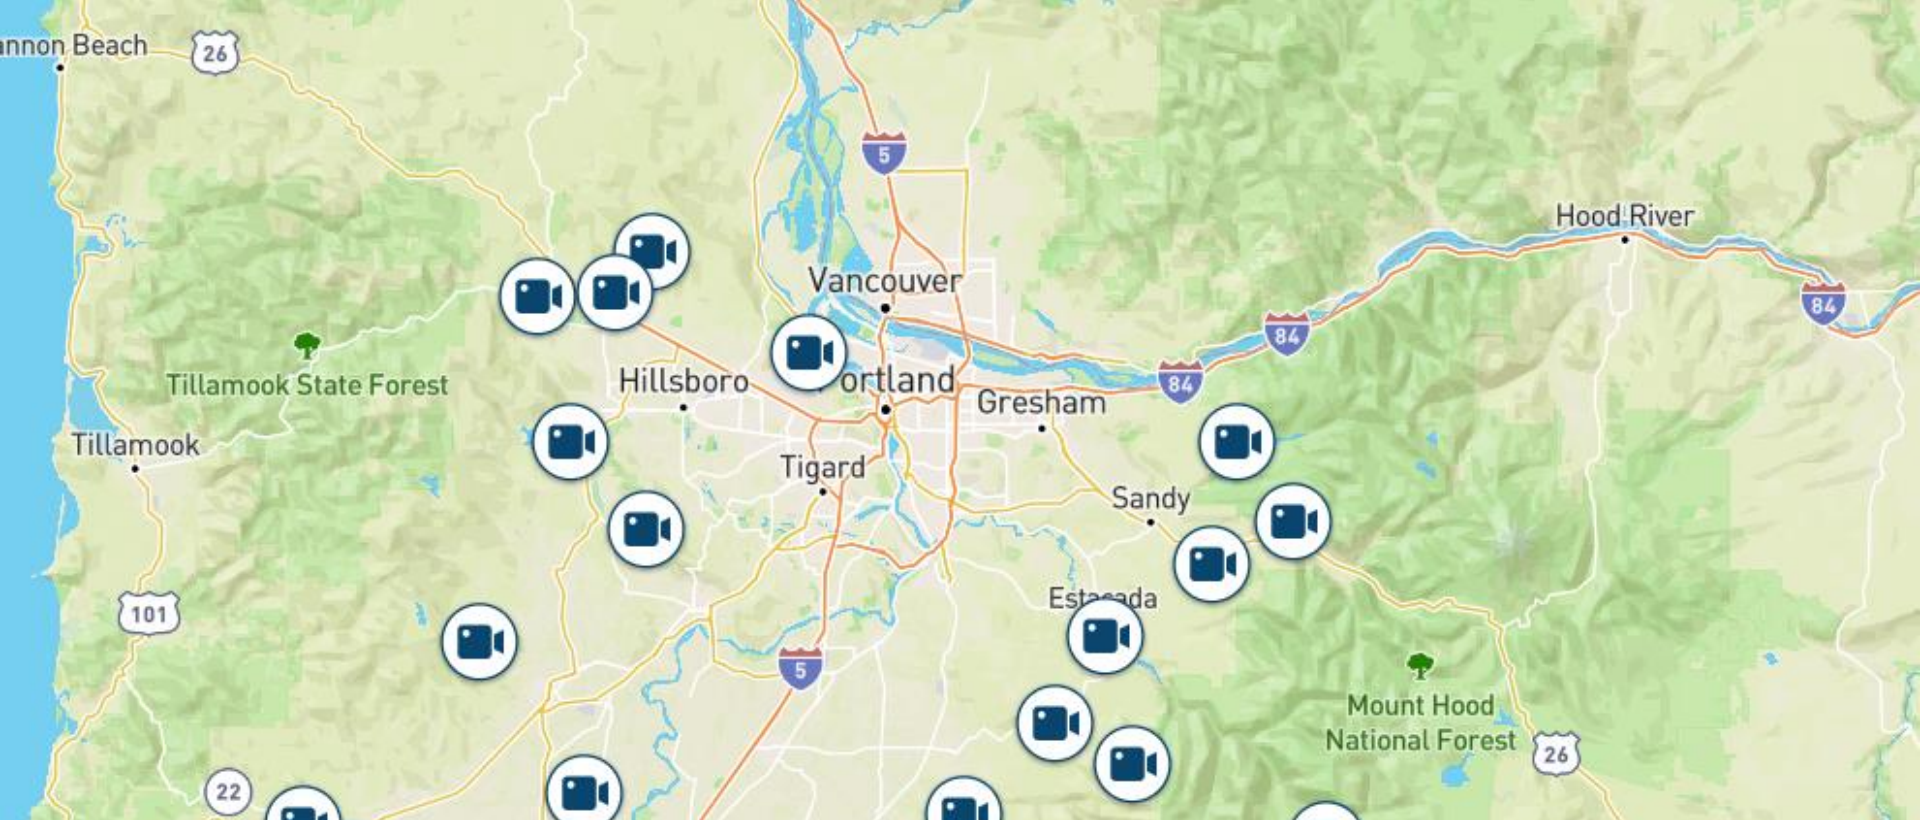 annon Beach
26
5
Hood River
Vancouver
84
84
84
Tillamook State Forest
Hillsboro
ortland
Gresham
Tillamook
Tigard
Sandy
101
Estacada
5
Mount Hood
National Forest
26
22